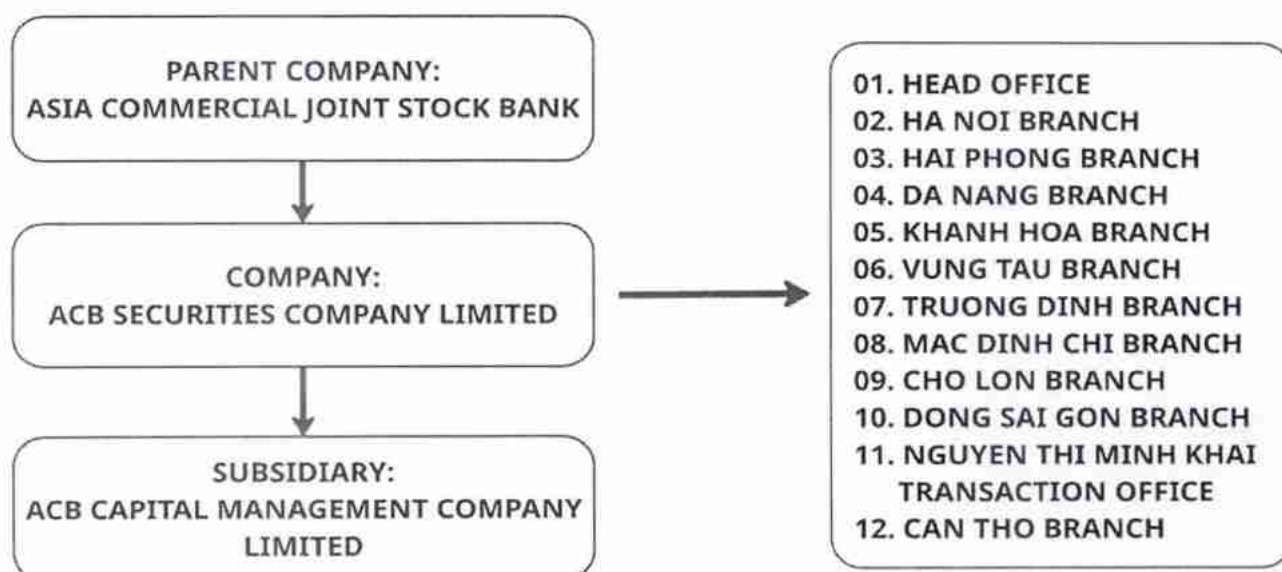 PARENT COMPANY:
ASIA COMMERCIAL JOINT STOCK BANK
COMPANY:
ACB SECURITIES COMPANY LIMITED
SUBSIDIARY:
ACB CAPITAL MANAGEMENT COMPANY
LIMITED
01. HEAD OFFICE
02. HA NOI BRANCH
03. HAI PHONG BRANCH
04. DA NANG BRANCH
05. KHANH HOA BRANCH
06. VUNG TAU BRANCH
07. TRUONG DINH BRANCH
08. MAC DINH CHI BRANCH
09. CHO LON BRANCH
10. DONG SAI GON BRANCH
11. NGUYEN THI MINH KHAI
TRANSACTION OFFICE
12. CAN THO BRANCH